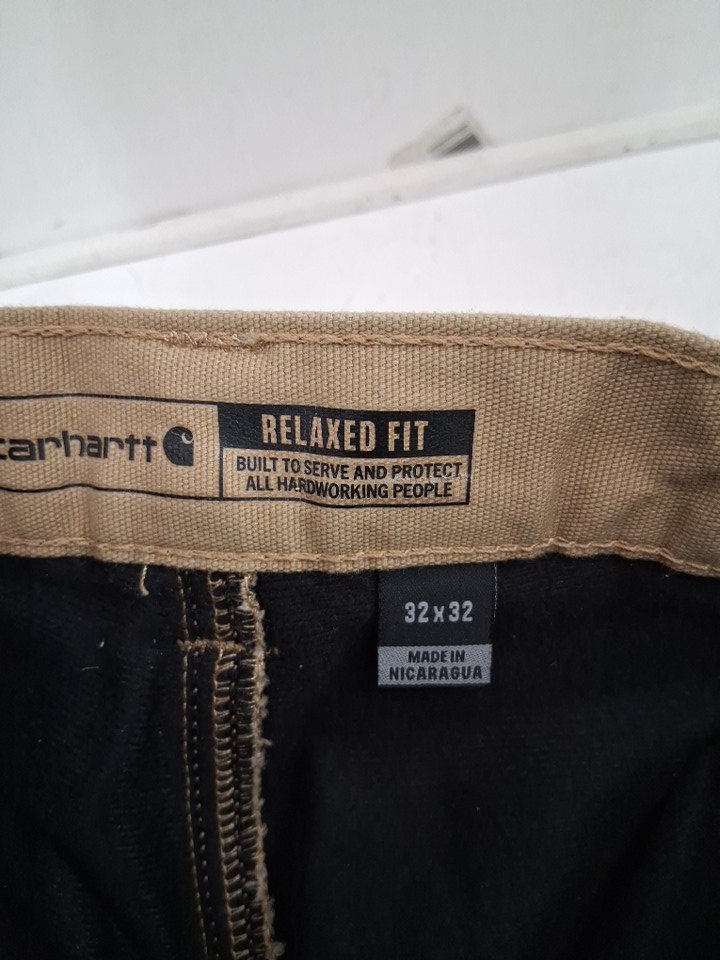 carhartt
RELAXED FIT
BUILT TO SERVE AND PROTECT
ALL HARDWORKING PEOPLE
32 x 32
MADE IN
NICARAGUA